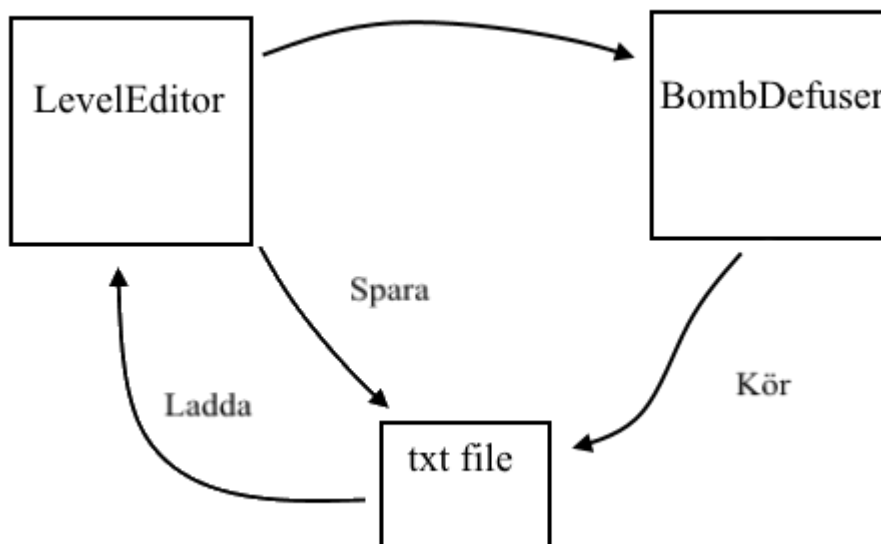 LevelEditor
BombDefuser
Spara
Ladda
Kör
txt file